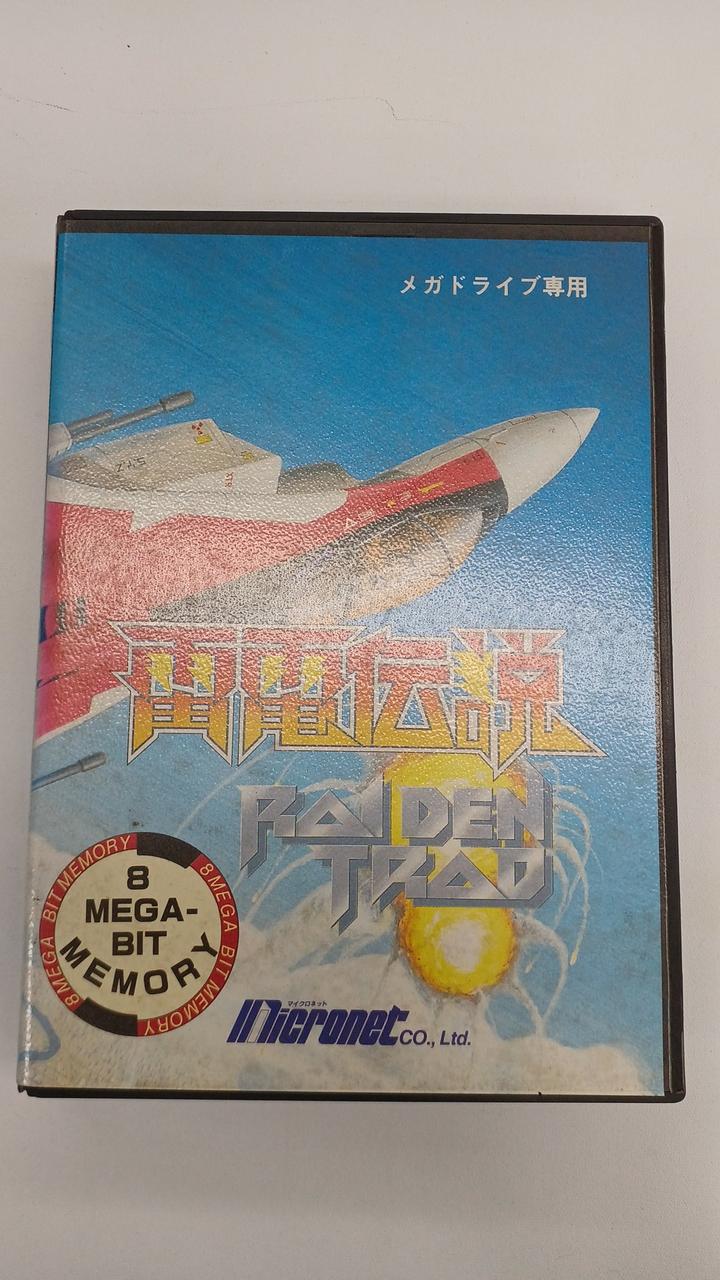 メガドライブ専用
雷電伝説
RAIDEN
TRAD
8
MEGA-
BIT
MEMORY
8 MEGA BIT MEMORY
8 MEGA BIT MEMORY
マイクロネット
Micronet CO., Ltd.